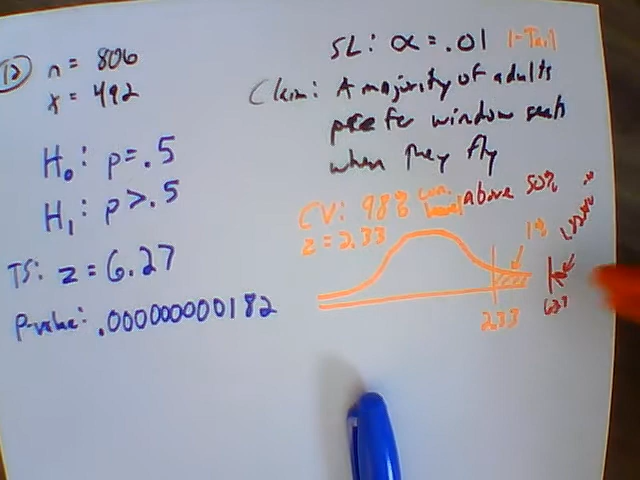 12 n = 806
x = 492
H₀: p = .5
H₁: p > .5
TS: z = 6.27
P-value: .000000000182
SL: α = .01 1-Tail
Claim: A majority of adults
prefer window seats
when they fly
above 50%
CV: 98% con. level
z = 2.33
1%
2.33
6.27